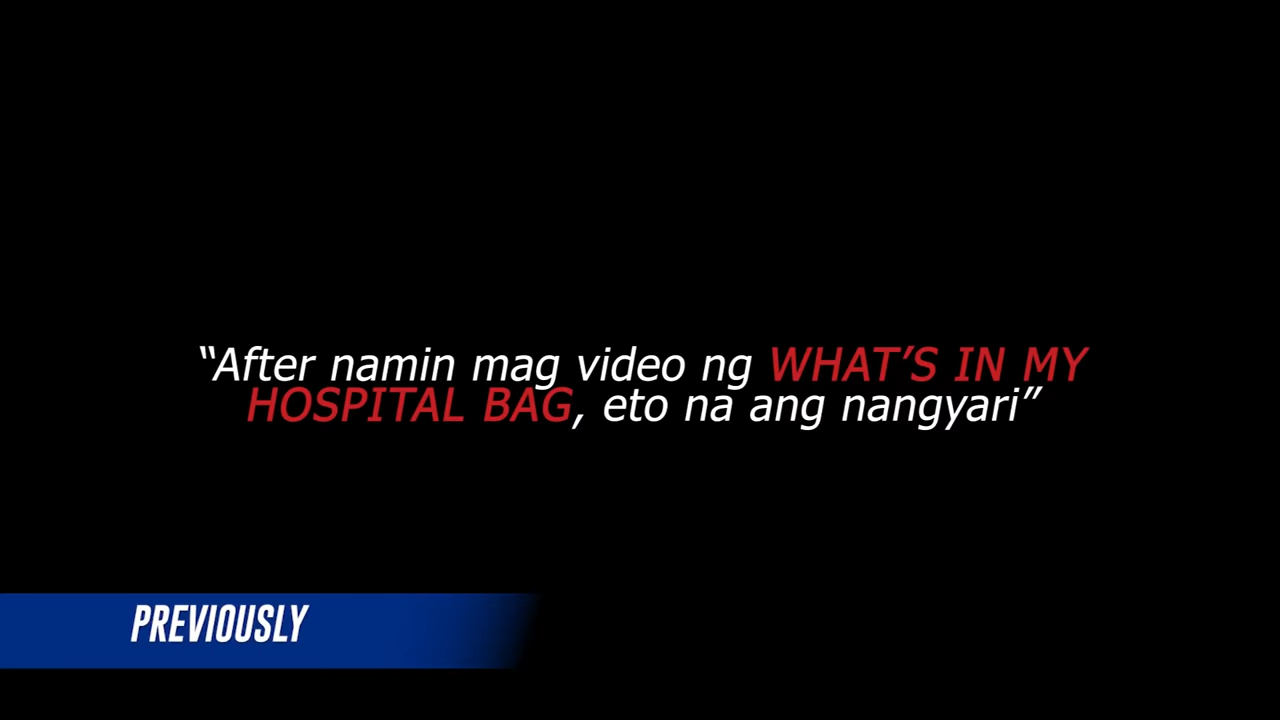 “After namin mag video ng WHAT’S IN MY
HOSPITAL BAG, eto na ang nangyari”
PREVIOUSLY